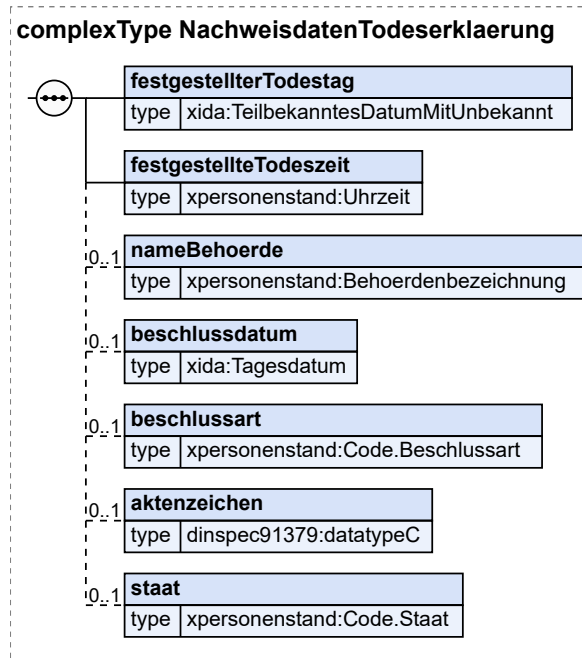 complexType NachweisdatenTodeserklaerung
festgestellterTodestag
type xida:TeilbekanntesDatumMitUnbekannt
festgestellteTodeszeit
type xpersonenstand:Uhrzeit
0..1 nameBehoerde
type xpersonenstand:Behoerdenbezeichnung
0..1 beschlussdatum
type xida:Tagesdatum
0..1 beschlussart
type xpersonenstand:Code.Beschlussart
0..1 aktenzeichen
type dinspec91379:datatypeC
0..1 staat
type xpersonenstand:Code.Staat